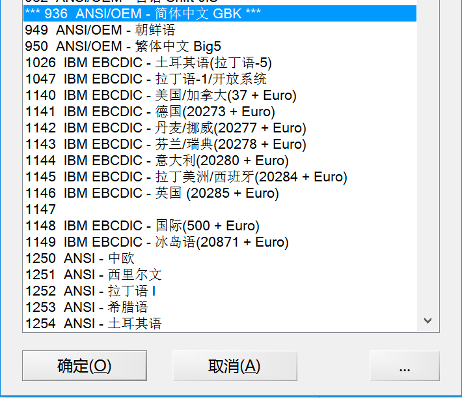 *** 936  ANSI/OEM - 简体中文 GBK ***
949  ANSI/OEM - 朝鲜语
950  ANSI/OEM - 繁体中文 Big5
1026  IBM EBCDIC - 土耳其语(拉丁语-5)
1047  IBM EBCDIC - 拉丁语-1/开放系统
1140  IBM EBCDIC - 美国/加拿大(37 + Euro)
1141  IBM EBCDIC - 德国(20273 + Euro)
1142  IBM EBCDIC - 丹麦/挪威(20277 + Euro)
1143  IBM EBCDIC - 芬兰/瑞典(20278 + Euro)
1144  IBM EBCDIC - 意大利(20280 + Euro)
1145  IBM EBCDIC - 拉丁美洲/西班牙(20284 + Euro)
1146  IBM EBCDIC - 英国 (20285 + Euro)
1147
1148  IBM EBCDIC - 国际(500 + Euro)
1149  IBM EBCDIC - 冰岛语(20871 + Euro)
1250  ANSI - 中欧
1251  ANSI - 西里尔文
1252  ANSI - 拉丁语 I
1253  ANSI - 希腊语
1254  ANSI - 土耳其语
确定(O) 取消(A) ...